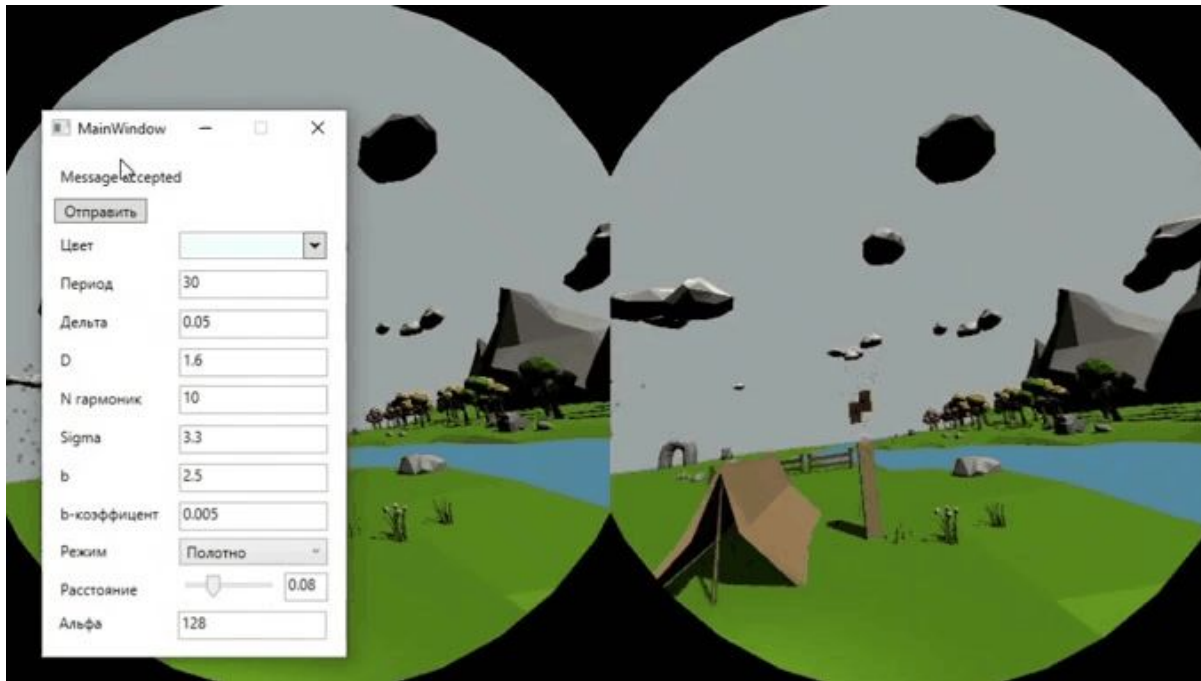 MainWindow
Message accepted
Отправить
Цвет
Период 30
Дельта 0.05
D 1.6
N гармоник 10
Sigma 3.3
b 2.5
b-коэффицент 0.005
Режим Полотно
Расстояние 0.08
Альфа 128